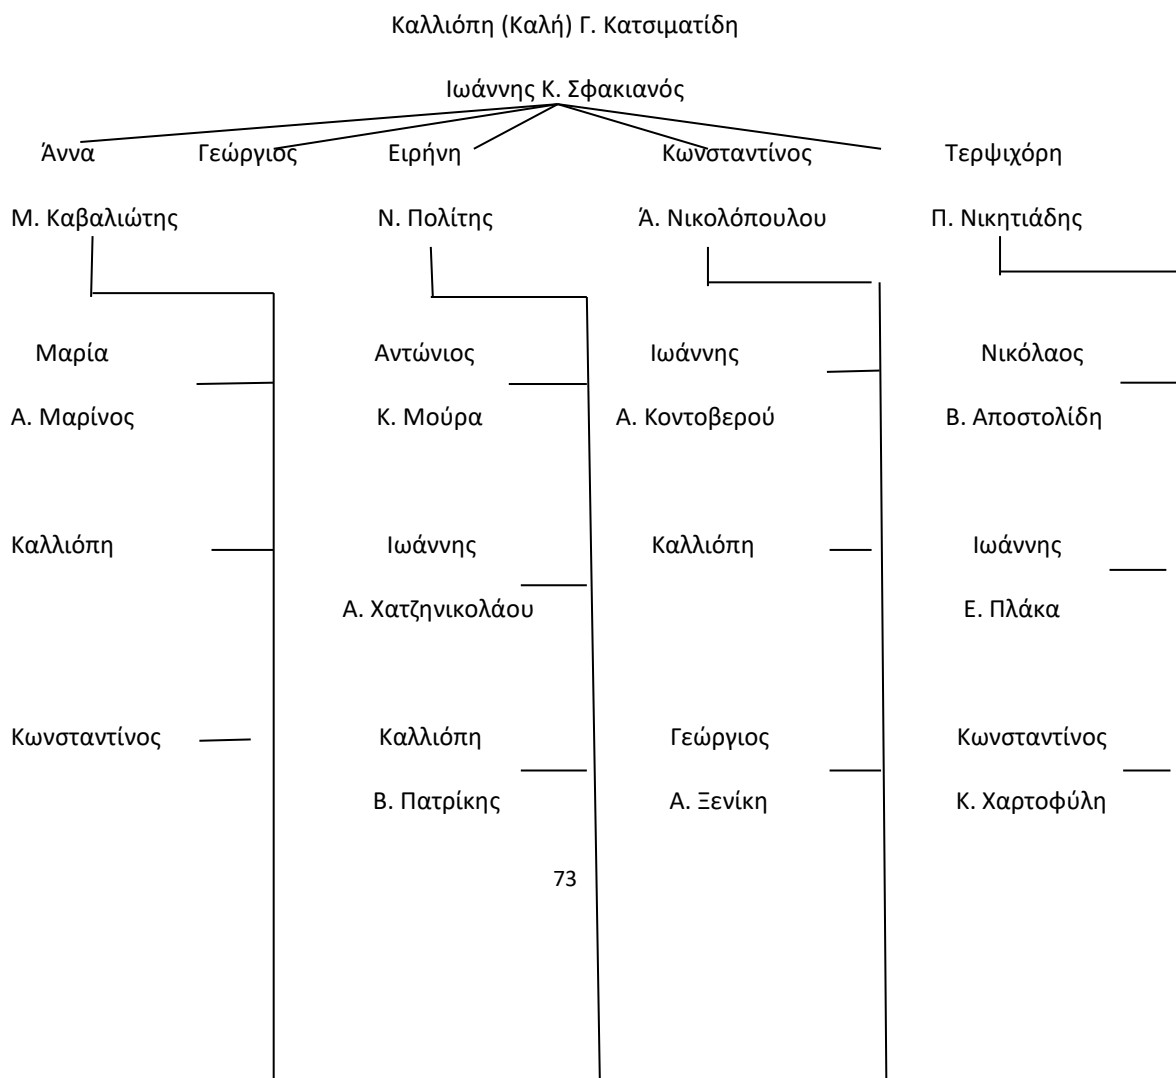 Καλλιόπη (Καλή) Γ. Κατσιματίδη
Ιωάννης Κ. Σφακιανός
Άννα Γεώργιος Ειρήνη Κωνσταντίνος Τερψιχόρη
Μ. Καβαλιώτης Ν. Πολίτης Ά. Νικολόπουλου Π. Νικητιάδης
Μαρία Αντώνιος Ιωάννης Νικόλαος
Α. Μαρίνος Κ. Μούρα Α. Κοντοβερού Β. Αποστολίδη
Καλλιόπη Ιωάννης Καλλιόπη Ιωάννης
Α. Χατζηνικολάου Ε. Πλάκα
Κωνσταντίνος Καλλιόπη Γεώργιος Κωνσταντίνος
Β. Πατρίκης Α. Ξενίκη Κ. Χαρτοφύλη
73